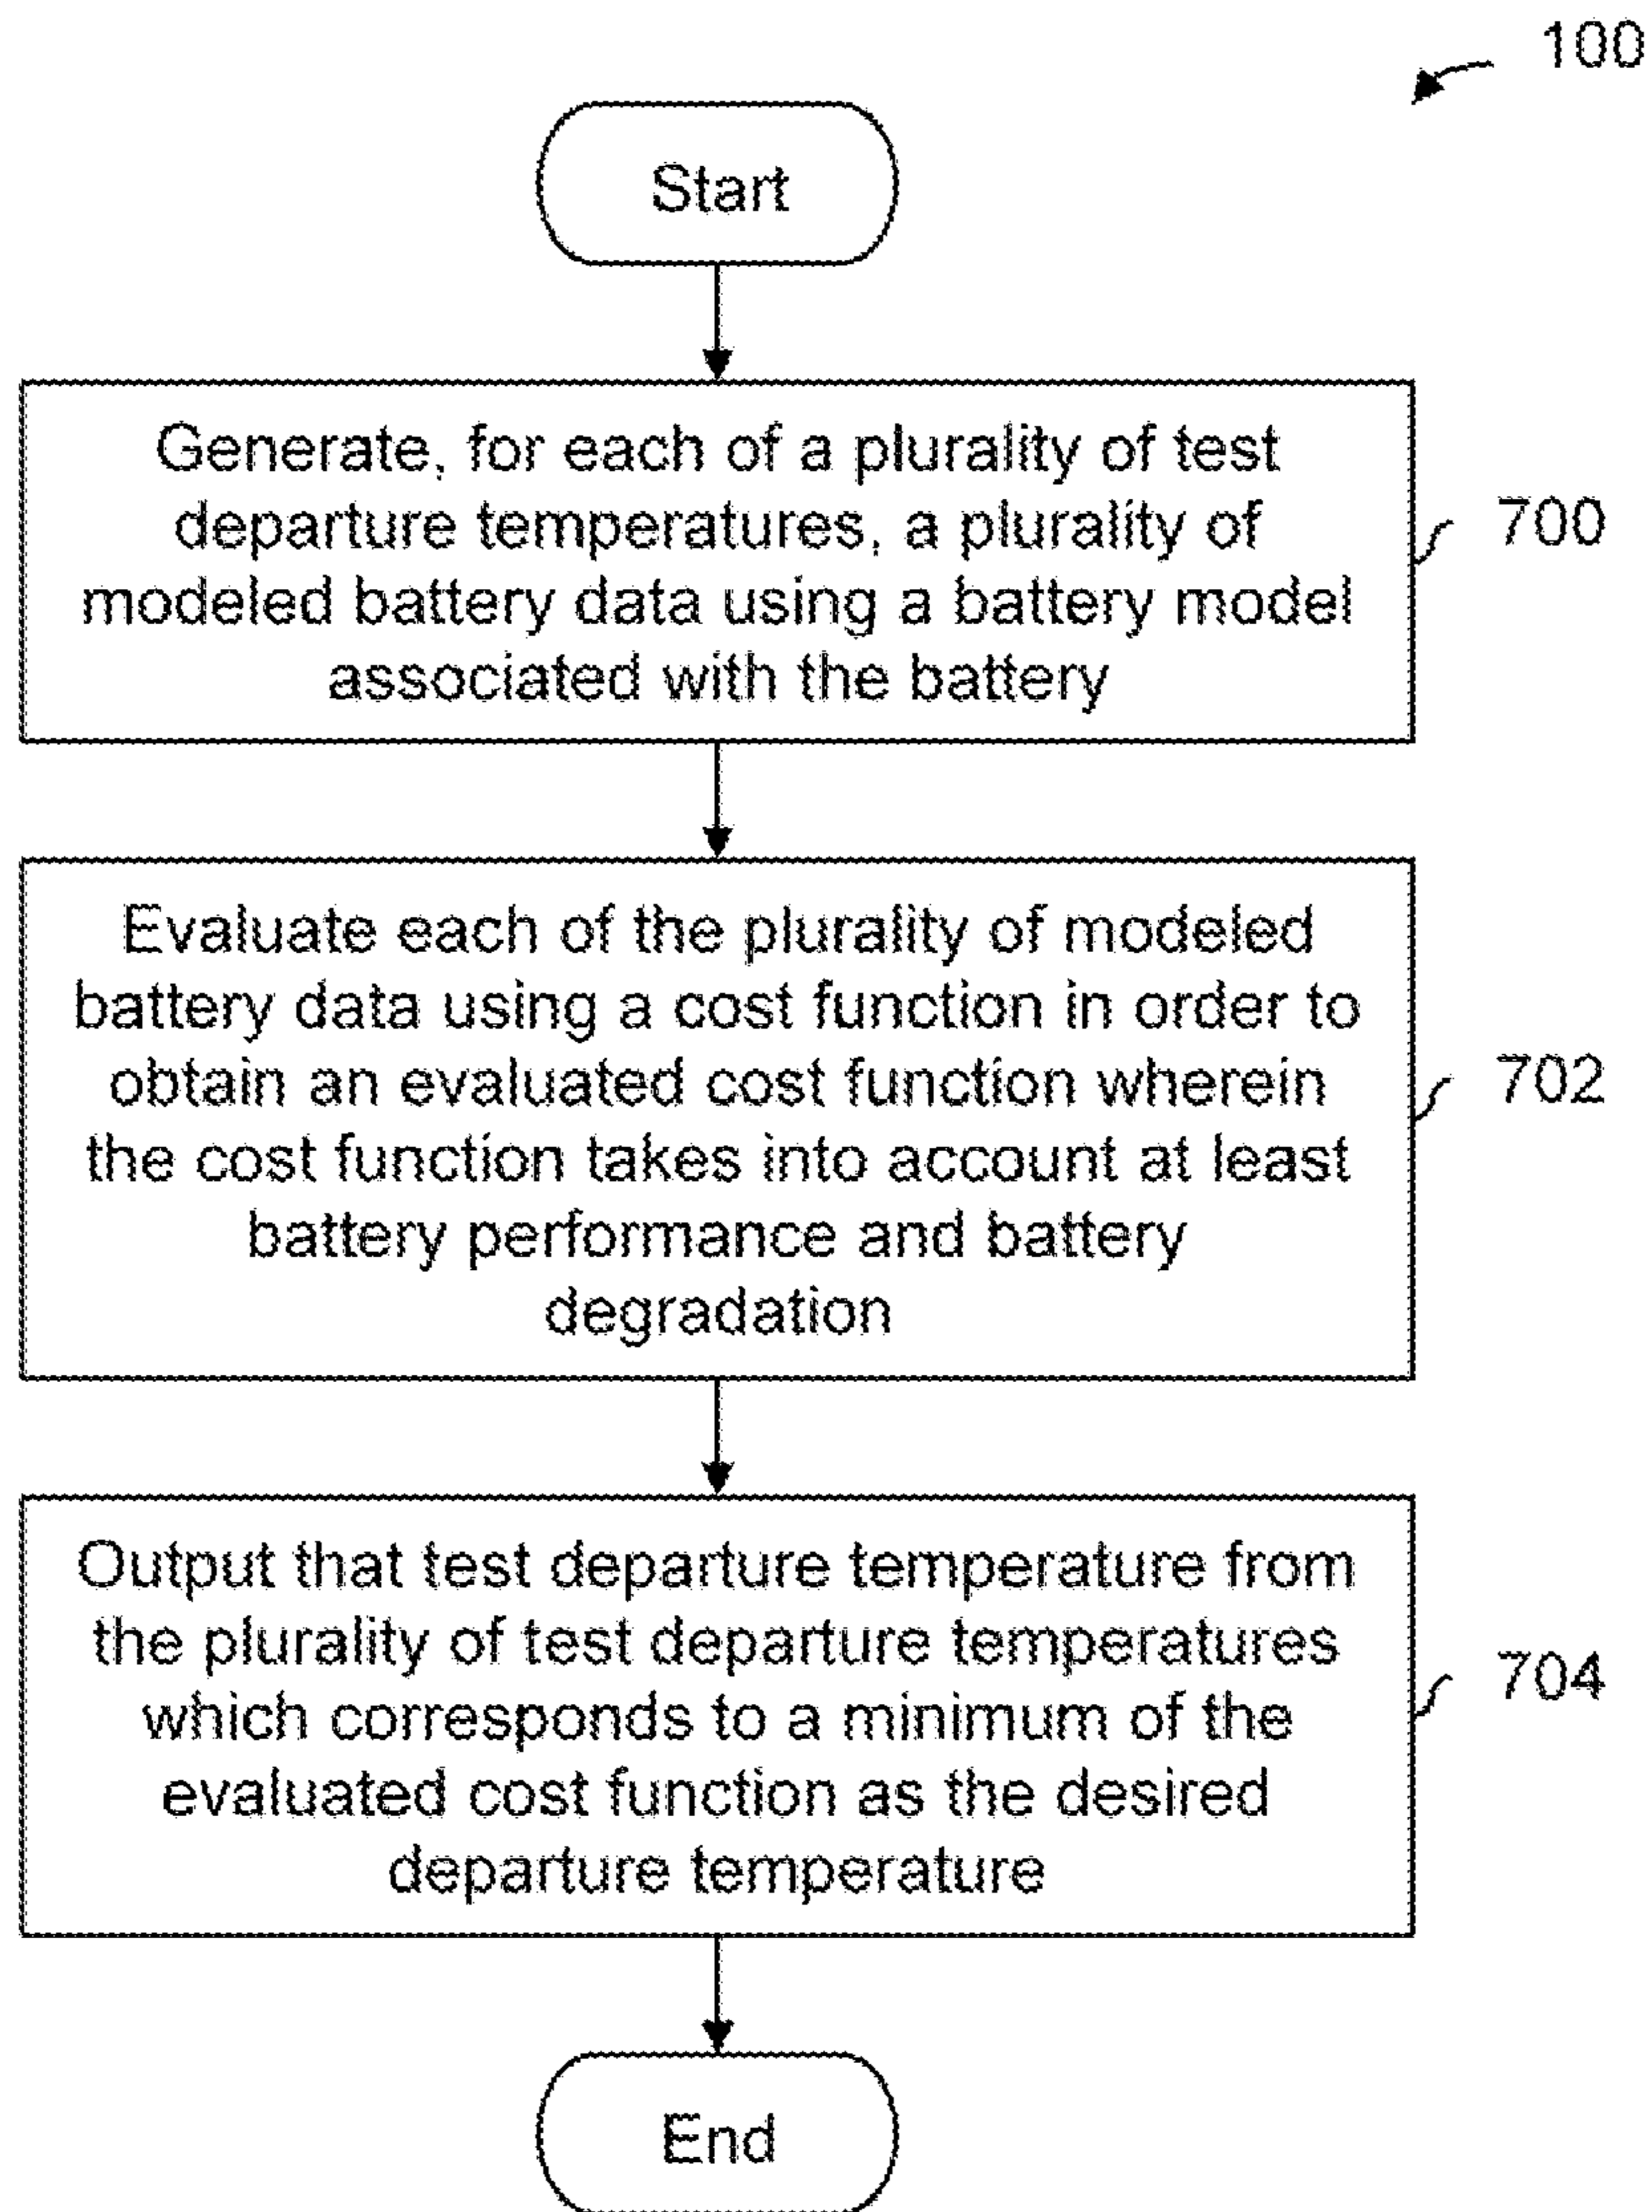 100
Start
Generate, for each of a plurality of test
departure temperatures, a plurality of
modeled battery data using a battery model
associated with the battery
700
Evaluate each of the plurality of modeled
battery data using a cost function in order to
obtain an evaluated cost function wherein
the cost function takes into account at least
battery performance and battery
degradation
702
Output that test departure temperature from
the plurality of test departure temperatures
which corresponds to a minimum of the
evaluated cost function as the desired
departure temperature
704
End